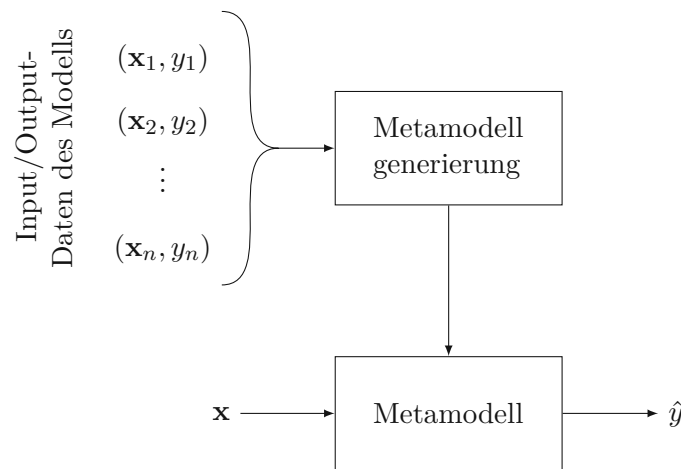 Input/Output-
Daten des Modells
(x₁, y₁)
(x₂, y₂)
⋮
(xₙ, yₙ)
Metamodell
generierung
x
Metamodell
ŷ